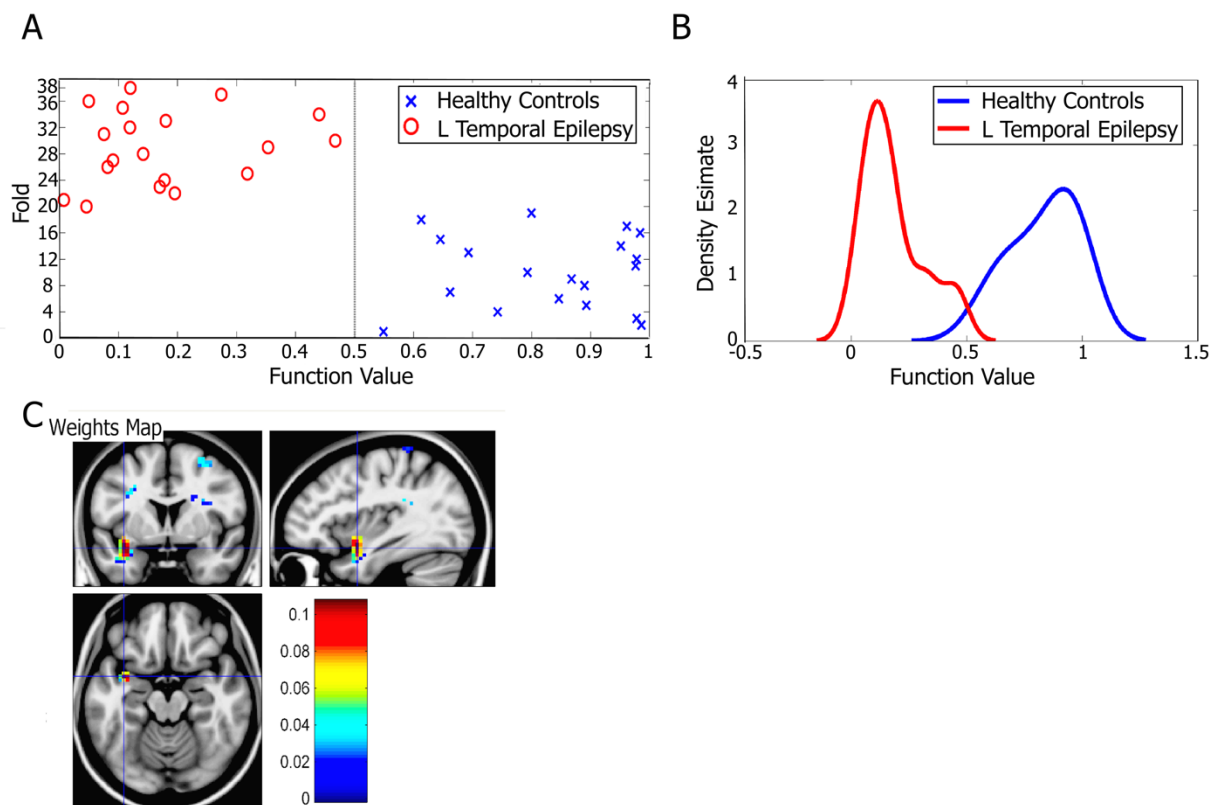 A
Fold
38
36
32
28
24
20
16
12
8
4
0
0 0.1 0.2 0.3 0.4 0.5 0.6 0.7 0.8 0.9 1
Function Value
Healthy Controls
L Temporal Epilepsy
B
Density Esimate
4
3
2
1
0
-0.5 0 0.5 1 1.5
Function Value
Healthy Controls
L Temporal Epilepsy
C
Weights Map
0.1
0.08
0.06
0.04
0.02
0